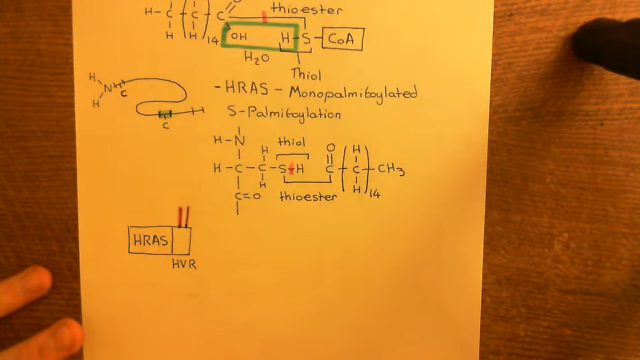 O thioester
H-C-(C)-C
H H 14 OH H-S-CoA
H₂O
Thiol
H
N
H C
-HRAS - Monopalmitoylated
C
S-Palmitoylation
H-N thiol
H O H
H-C-C-S-H C-(C)-CH₃
H H 14
C=O thioester
HRAS
HVR